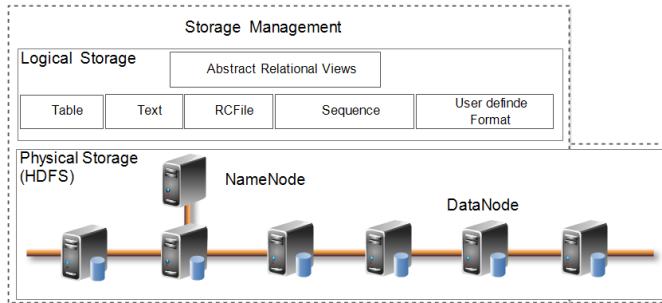 Storage Management
Logical Storage
Abstract Relational Views
Table
Text
RCFile
Sequence
User definde
Format
Physical Storage
(HDFS)
NameNode
DataNode